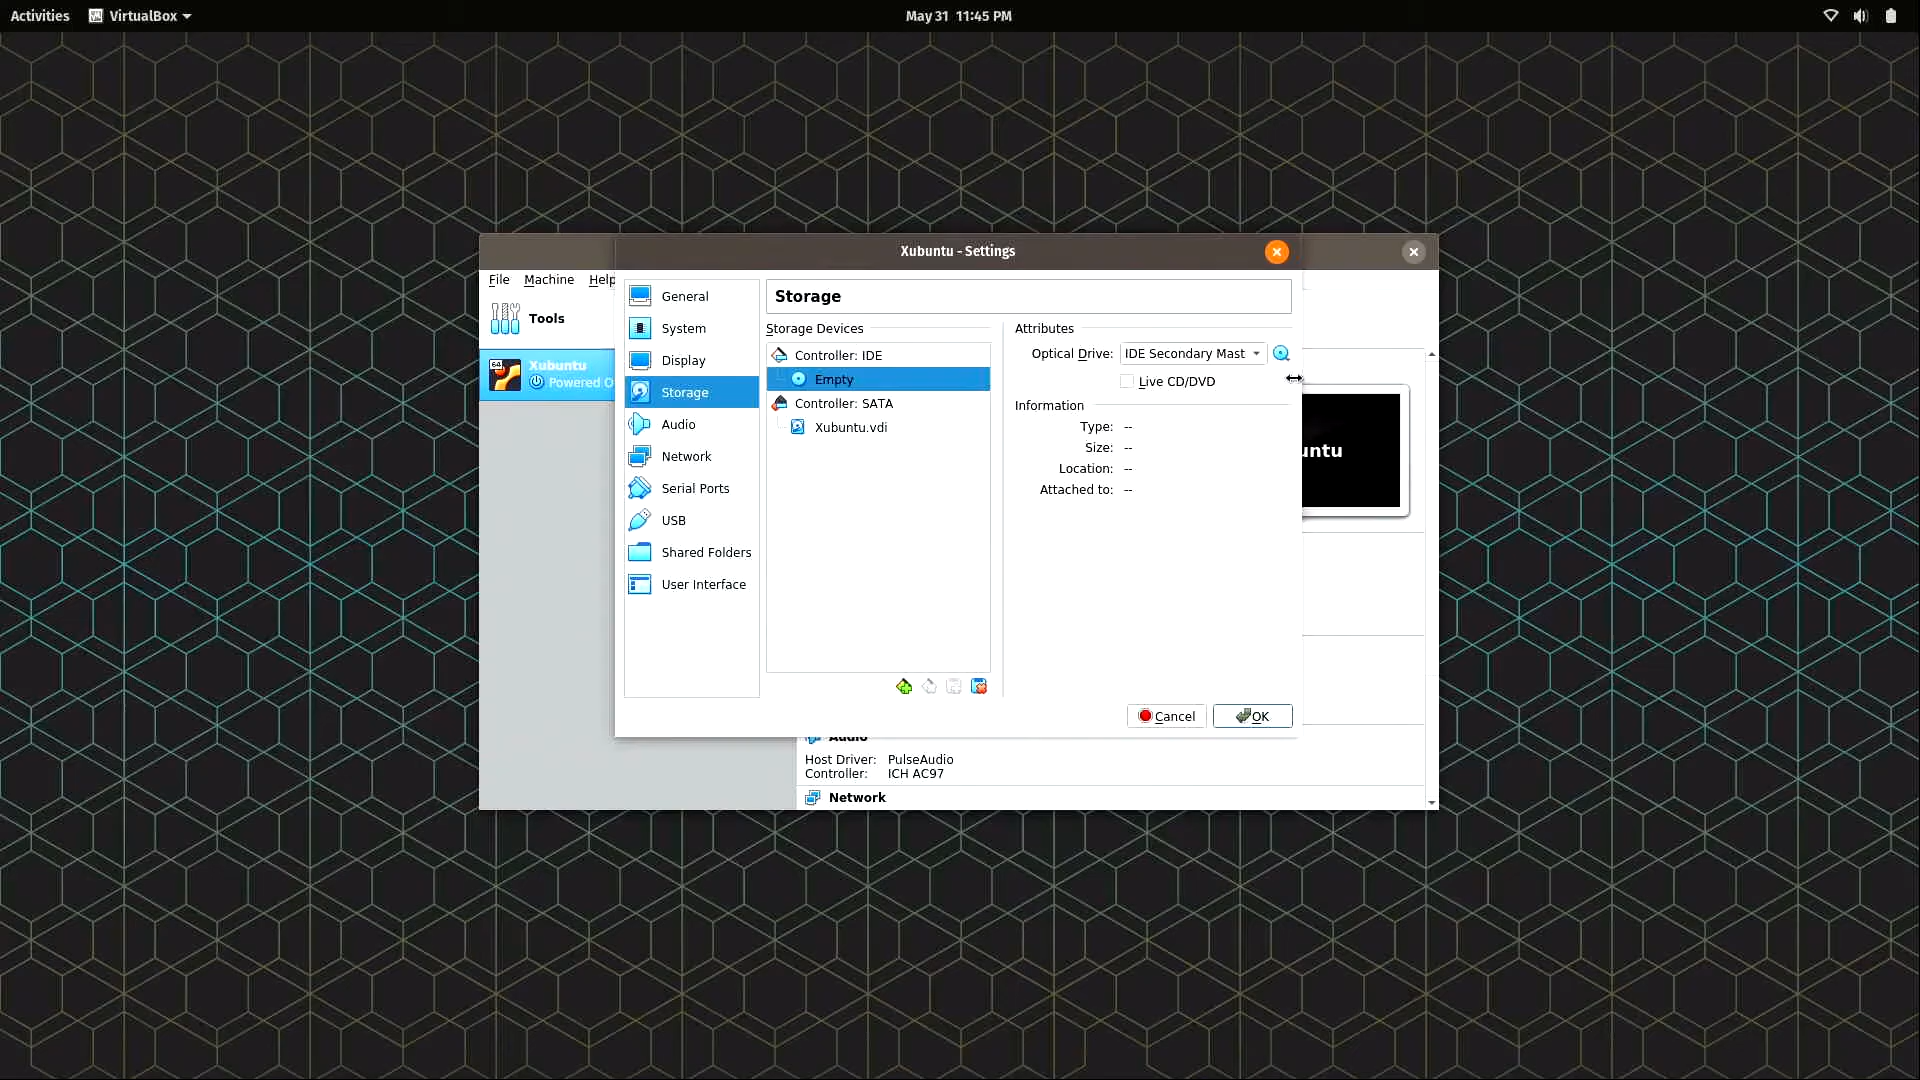 Activities
VirtualBox
May 31 11:45 PM
Xubuntu - Settings
File Machine Help
Tools
64
Xubuntu
Powered O
General
System
Display
Storage
Audio
Network
Serial Ports
USB
Shared Folders
User Interface
Storage
Storage Devices
Controller: IDE
Empty
Controller: SATA
Xubuntu.vdi
Attributes
Optical Drive: IDE Secondary Mast
Live CD/DVD
Information
Type: --
Size: --
Location: --
Attached to: --
untu
Cancel
OK
Audio
Host Driver: PulseAudio
Controller: ICH AC97
Network